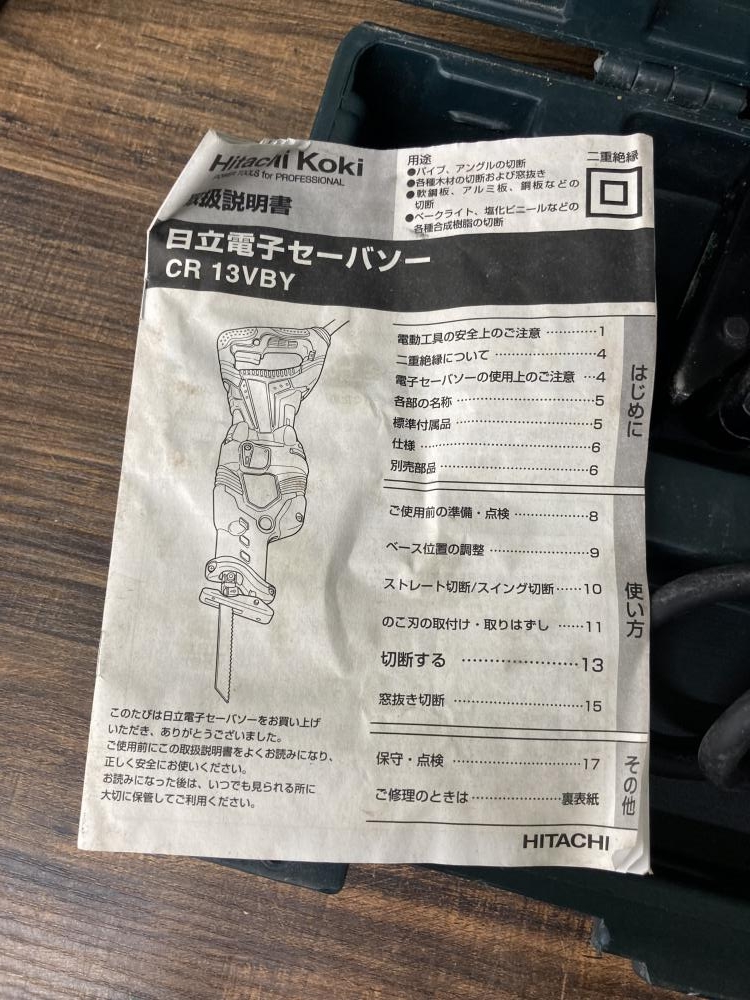 Hitachi Koki
POWER TOOLS for PROFESSIONAL
取扱説明書
用途
●パイプ、アングルの切断
●各種木材の切断および窓抜き
●軟鋼板、アルミ板、銅板などの
切断
●ベークライト、塩化ビニールなどの
各種合成樹脂の切断
二重絶縁
日立電子セーバソー
CR 13VBY
電動工具の安全上のご注意 ………… 1
二重絶縁について ………… 4
電子セーバソーの使用上のご注意 … 4
各部の名称 ………… 5
標準付属品 ………… 5
仕様 ………… 6
別売部品 ………… 6
はじめに
ご使用前の準備・点検 ………… 8
ベース位置の調整 ………… 9
ストレート切断/スイング切断 …… 10
のこ刃の取付け・取りはずし …… 11
切断する ………… 13
窓抜き切断 ………… 15
使い方
保守・点検 ………… 17
ご修理のときは ………… 裏表紙
その他
このたびは日立電子セーバソーをお買い上げ
いただき、ありがとうございました。
ご使用前にこの取扱説明書をよくお読みになり、
正しく安全にお使いください。
お読みになった後は、いつでも見られる所に
大切に保管してご利用ください。
HITACHI